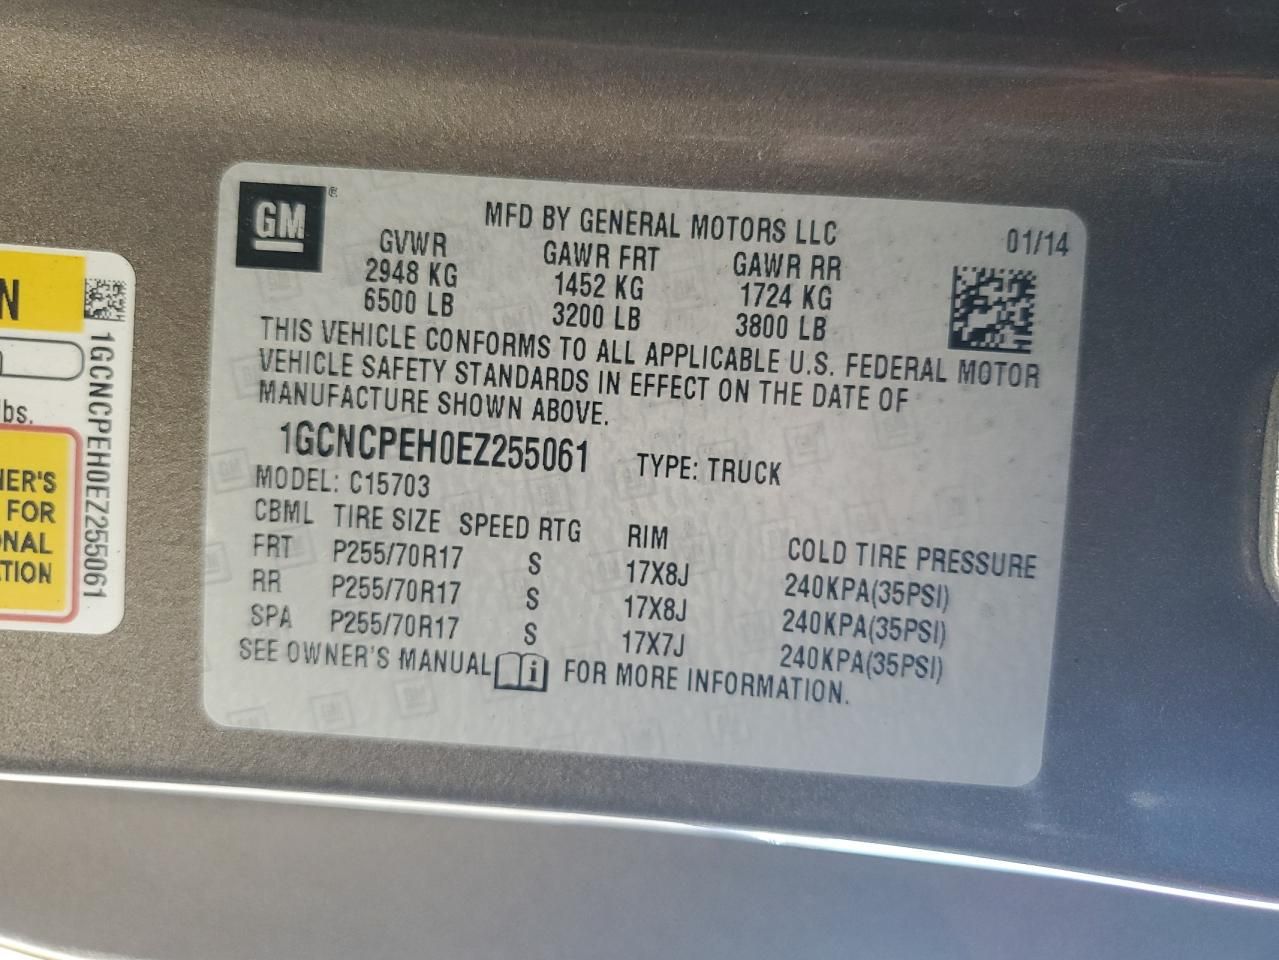 GM
®
MFD BY GENERAL MOTORS LLC
01/14
GVWR GAWR FRT GAWR RR
2948 KG 1452 KG 1724 KG
6500 LB 3200 LB 3800 LB
THIS VEHICLE CONFORMS TO ALL APPLICABLE U.S. FEDERAL MOTOR
VEHICLE SAFETY STANDARDS IN EFFECT ON THE DATE OF
MANUFACTURE SHOWN ABOVE.
1GCNCPEH0EZ255061 TYPE: TRUCK
MODEL: C15703
CBML TIRE SIZE SPEED RTG RIM COLD TIRE PRESSURE
FRT P255/70R17 S 17X8J 240KPA(35PSI)
RR P255/70R17 S 17X8J 240KPA(35PSI)
SPA P255/70R17 S 17X7J 240KPA(35PSI)
SEE OWNER'S MANUAL i FOR MORE INFORMATION.
N
lbs.
NER'S
FOR
ONAL
TION
1GCNCPEH0EZ255061